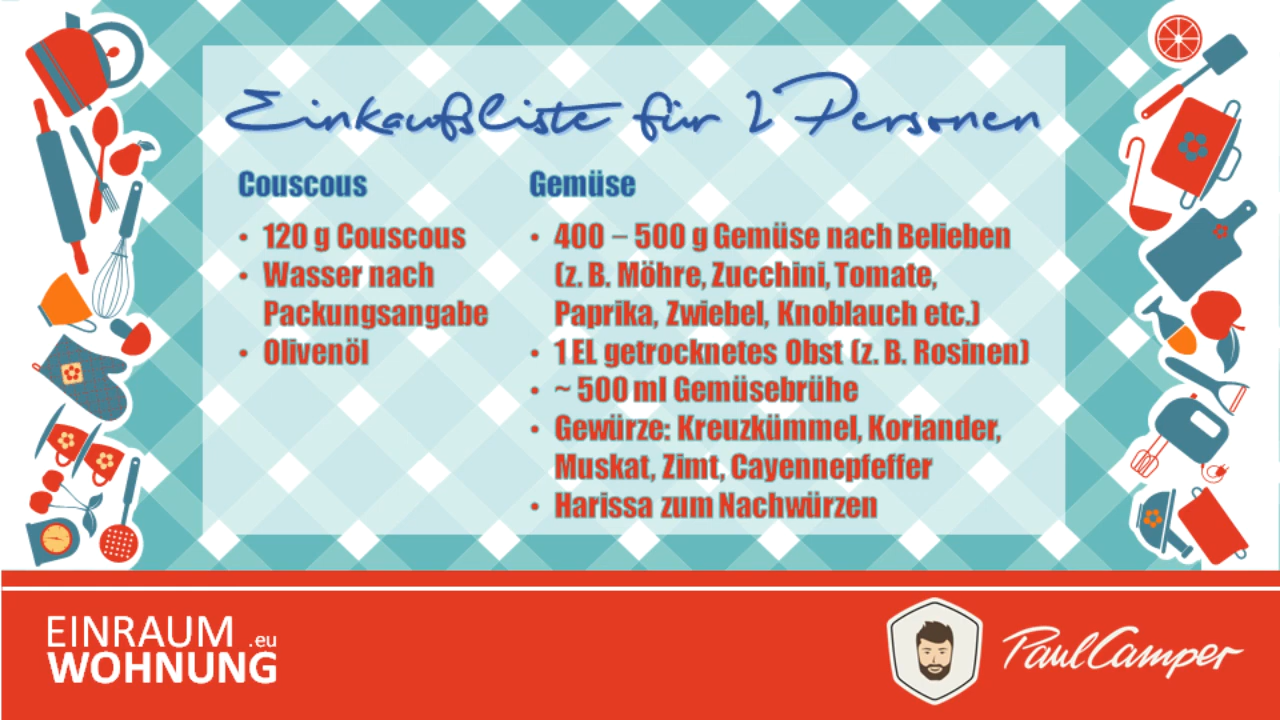 Einkaufsliste für 2 Personen
Couscous
• 120 g Couscous
• Wasser nach
Packungsangabe
• Olivenöl
Gemüse
• 400 – 500 g Gemüse nach Belieben
(z. B. Möhre, Zucchini, Tomate,
Paprika, Zwiebel, Knoblauch etc.)
• 1 EL getrocknetes Obst (z. B. Rosinen)
• ~ 500 ml Gemüsebrühe
• Gewürze: Kreuzkümmel, Koriander,
Muskat, Zimt, Cayennepfeffer
• Harissa zum Nachwürzen
EINRAUM .eu
WOHNUNG
PaulCamper